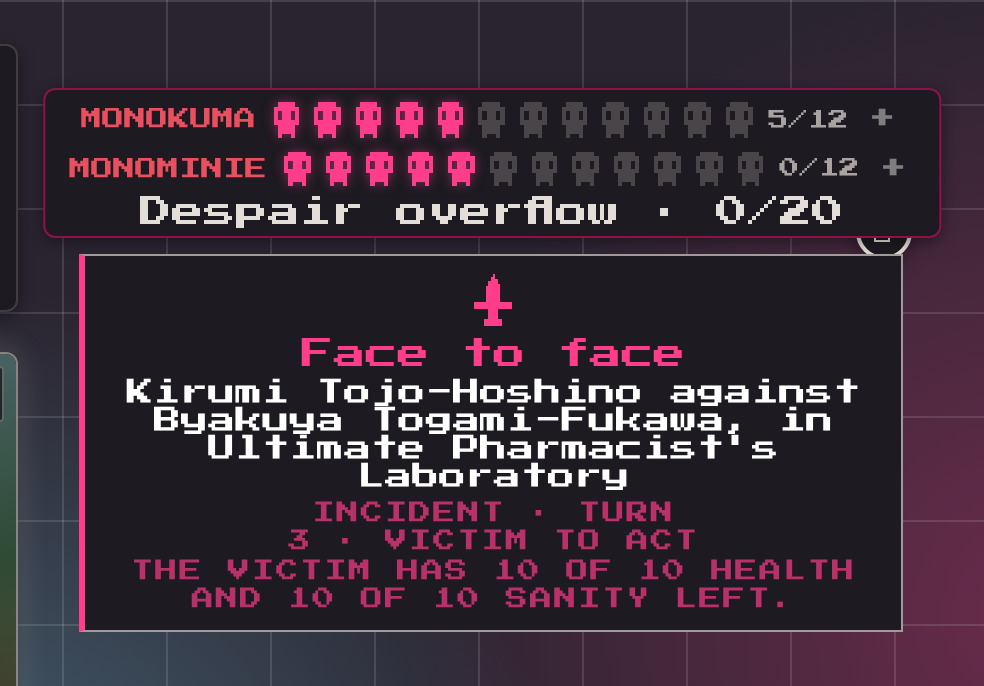 MONOKUMA 5/12 +
MONOMINIE 0/12 +
Despair overflow · 0/20
Face to face
Kirumi Tojo-Hoshino against
Byakuya Togami-Fukawa, in
Ultimate Pharmacist's
Laboratory
INCIDENT · TURN
3 · VICTIM TO ACT
THE VICTIM HAS 10 OF 10 HEALTH
AND 10 OF 10 SANITY LEFT.